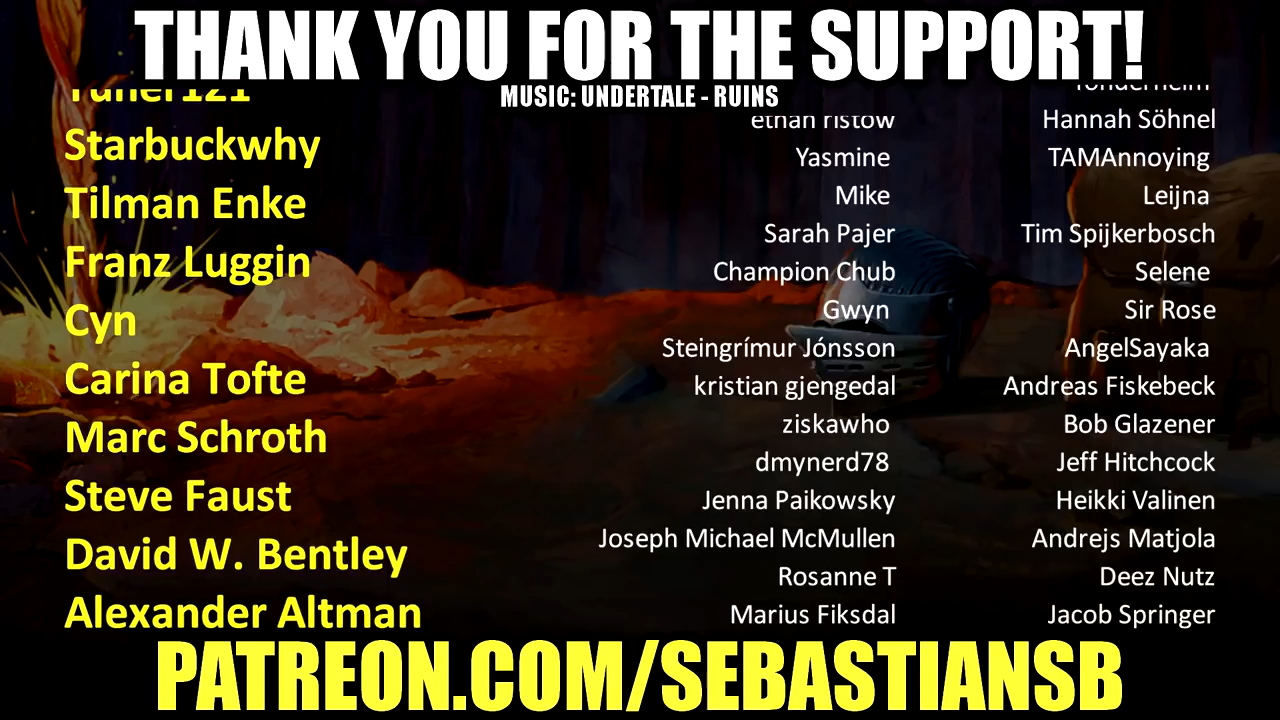 THANK YOU FOR THE SUPPORT!
MUSIC: UNDERTALE - RUINS
Starbuckwhy
Tilman Enke
Franz Luggin
Cyn
Carina Tofte
Marc Schroth
Steve Faust
David W. Bentley
Alexander Altman
ethan ristow
Yasmine
Mike
Sarah Pajer
Champion Chub
Gwyn
Steingrímur Jónsson
kristian gjengedal
ziskawho
dmynerd78
Jenna Paikowsky
Joseph Michael McMullen
Rosanne T
Marius Fiksdal
Hannah Söhnel
TAMAnnoying
Leijna
Tim Spijkerbosch
Selene
Sir Rose
AngelSayaka
Andreas Fiskebeck
Bob Glazener
Jeff Hitchcock
Heikki Valinen
Andrejs Matjola
Deez Nutz
Jacob Springer
PATREON.COM/SEBASTIANSB